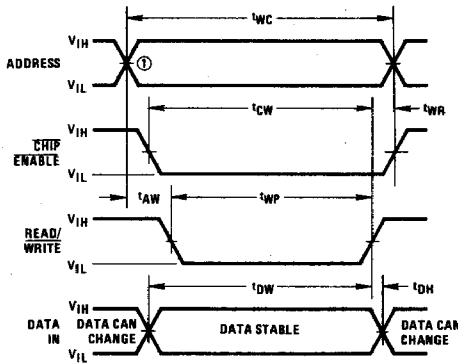 tWC
VIH
ADDRESS
①
VIL
tCW
tWR
VIH
CHIP
ENABLE
VIL
tAW
tWP
VIH
READ/
WRITE
VIL
tDW
tDH
VIH
DATA
IN
DATA CAN
CHANGE
DATA STABLE
DATA CAN
CHANGE
VIL